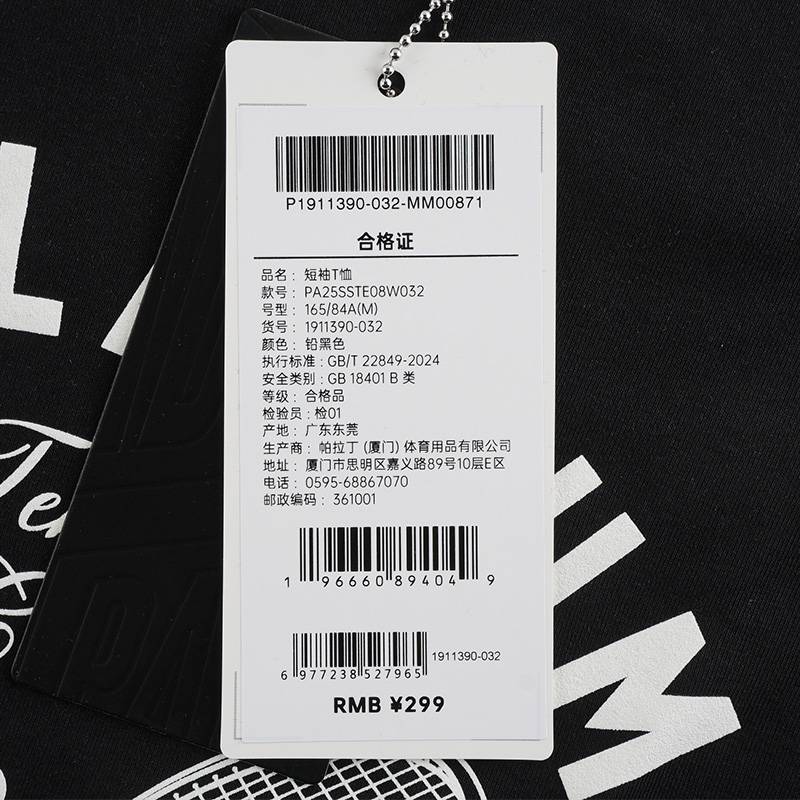 P1911390-032-MM00871
合格证
品名：短袖T恤
款号：PA25SSTE08W032
号型：165/84A(M)
货号：1911390-032
颜色：铅黑色
执行标准：GB/T 22849-2024
安全类别：GB 18401 B 类
等级：合格品
检验员：检01
产地：广东东莞
生产商：帕拉丁 (厦门) 体育用品有限公司
地址：厦门市思明区嘉义路89号10层E区
电话：0595-68867070
邮政编码：361001
1 96660 89404 9
6 977238 527965 1911390-032
RMB ¥299